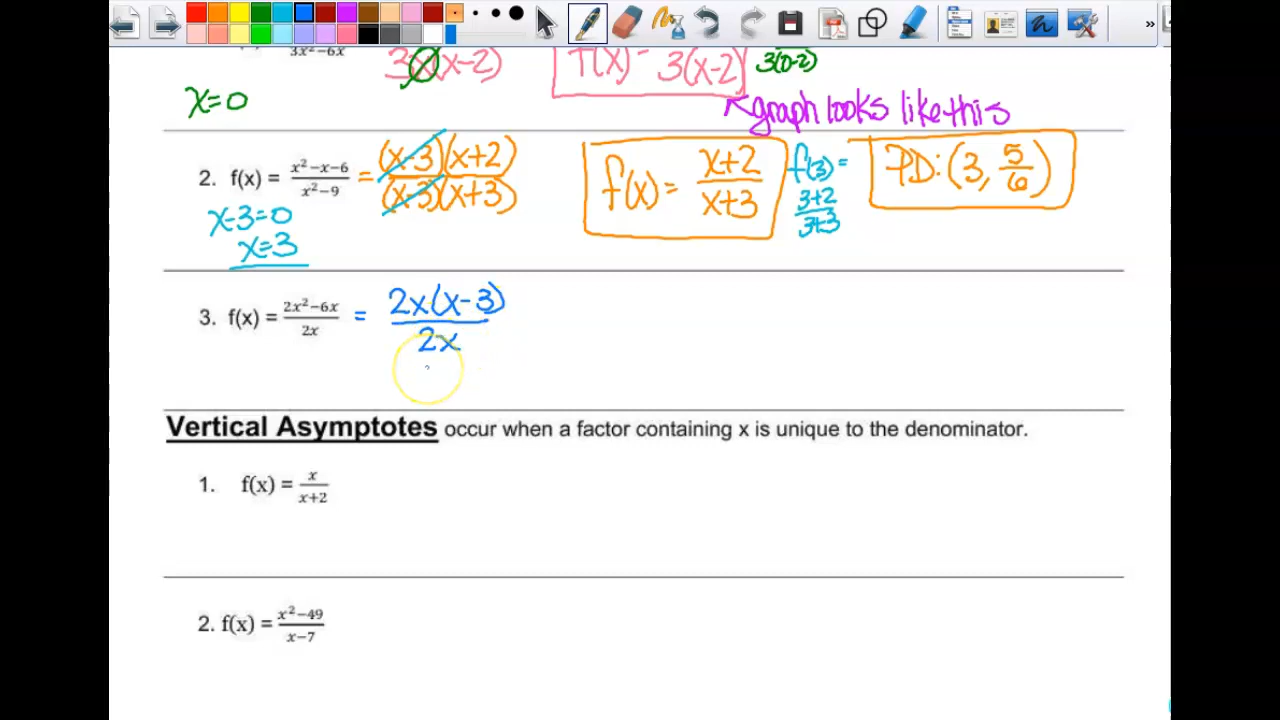 3x²−6x
3x(x-2)
f(x) = 3(x-2)
3(0-2)
x=0
graph looks like this
2. f(x) = x²−x−6 / x²−9 = (x-3)(x+2) / (x-3)(x+3)
f(x) = x+2 / x+3
f(3) = 3+2 / 3+3
PD: (3, 5/6)
x-3=0
x=3
3. f(x) = 2x²−6x / 2x = 2x(x-3) / 2x
Vertical Asymptotes occur when a factor containing x is unique to the denominator.
1. f(x) = x / x+2
2. f(x) = x²−49 / x−7